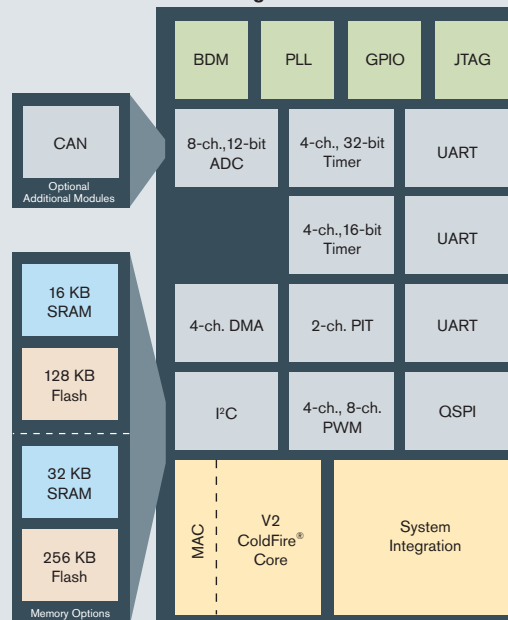 BDM
PLL
GPIO
JTAG
CAN
Optional
Additional Modules
8-ch.,12-bit
ADC
4-ch., 32-bit
Timer
UART
4-ch.,16-bit
Timer
UART
16 KB
SRAM
128 KB
Flash
32 KB
SRAM
256 KB
Flash
Memory Options
4-ch. DMA
2-ch. PIT
UART
I²C
4-ch., 8-ch.
PWM
QSPI
MAC
V2
ColdFire®
Core
System
Integration